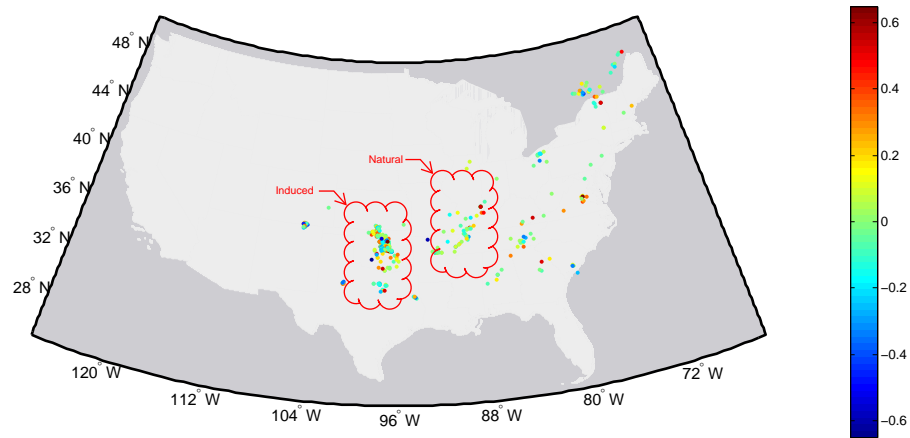 48° N
44° N
40° N
36° N
32° N
28° N
Natural
Induced
120° W
112° W
104° W
96° W
88° W
80° W
72° W
0.6
0.4
0.2
0
−0.2
−0.4
−0.6